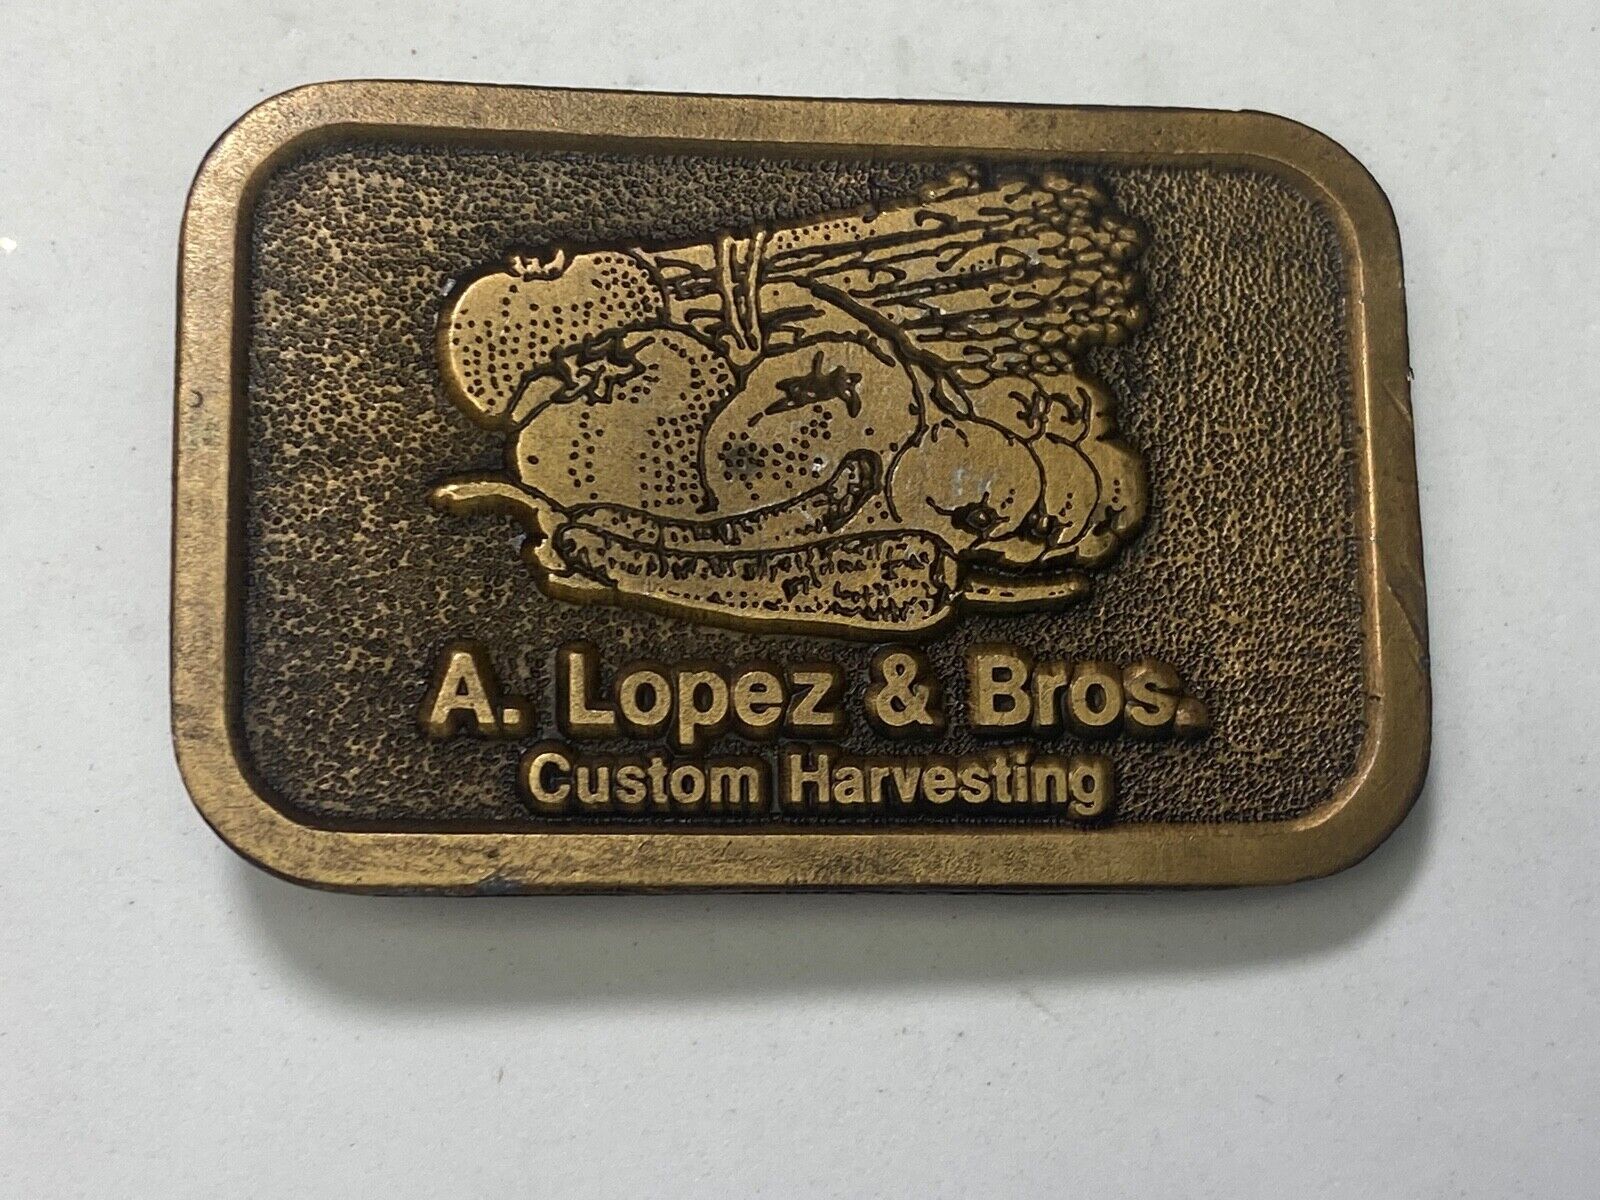 A. Lopez & Bros.
Custom Harvesting